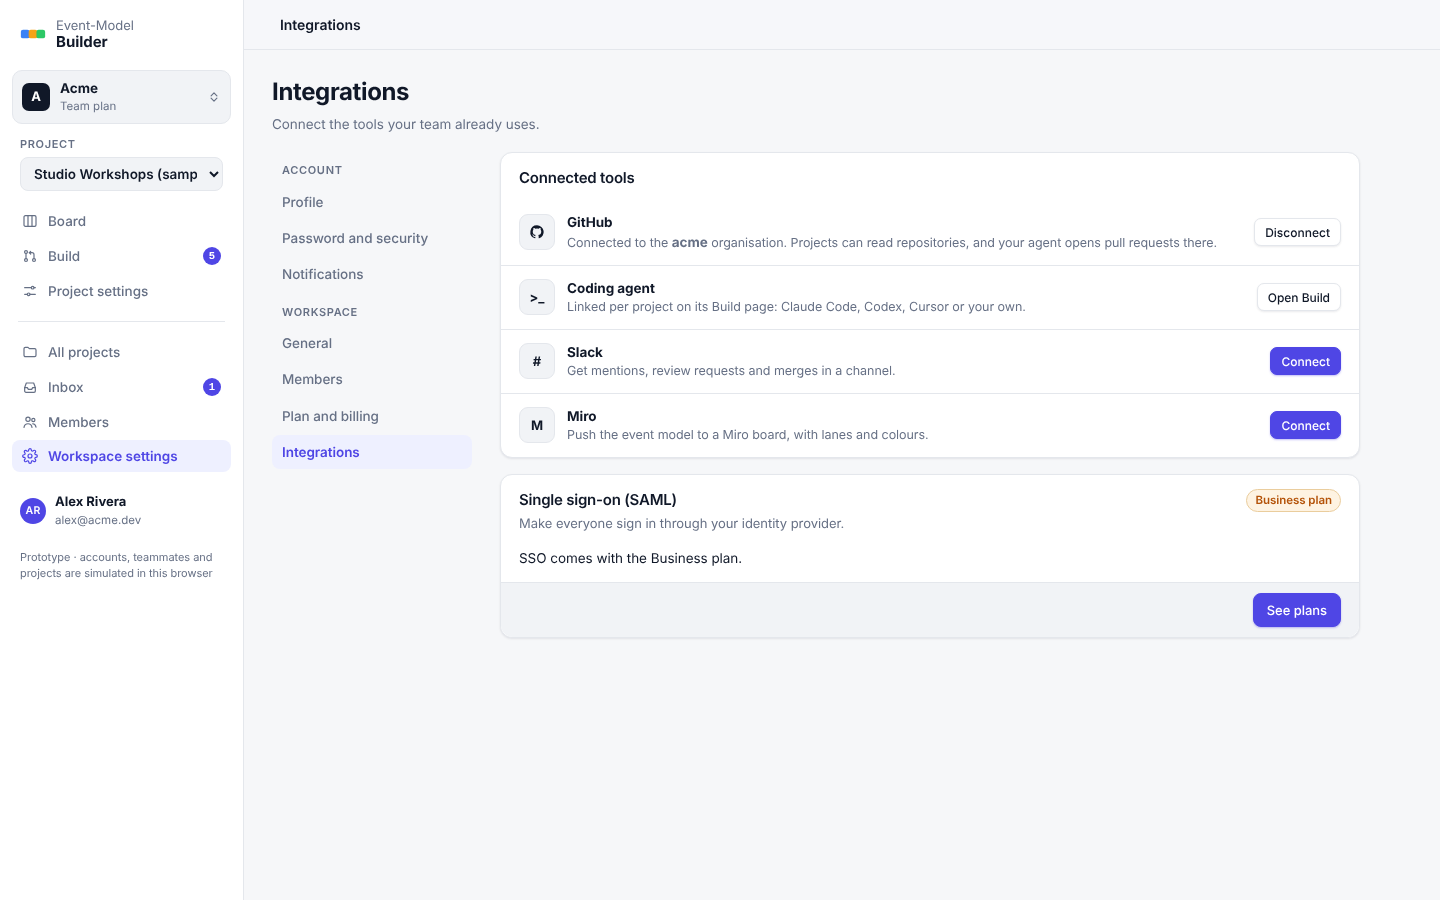 Event-Model
Builder
A
Acme
Team plan
PROJECT
Studio Workshops (samp
Board
Build
5
Project settings
All projects
Inbox
1
Members
Workspace settings
AR
Alex Rivera
alex@acme.dev
Prototype · accounts, teammates and
projects are simulated in this browser
Integrations
Integrations
Connect the tools your team already uses.
ACCOUNT
Profile
Password and security
Notifications
WORKSPACE
General
Members
Plan and billing
Integrations
Connected tools
GitHub
Connected to the acme organisation. Projects can read repositories, and your agent opens pull requests there.
Disconnect
>_
Coding agent
Linked per project on its Build page: Claude Code, Codex, Cursor or your own.
Open Build
#
Slack
Get mentions, review requests and merges in a channel.
Connect
M
Miro
Push the event model to a Miro board, with lanes and colours.
Connect
Single sign-on (SAML)
Business plan
Make everyone sign in through your identity provider.
SSO comes with the Business plan.
See plans